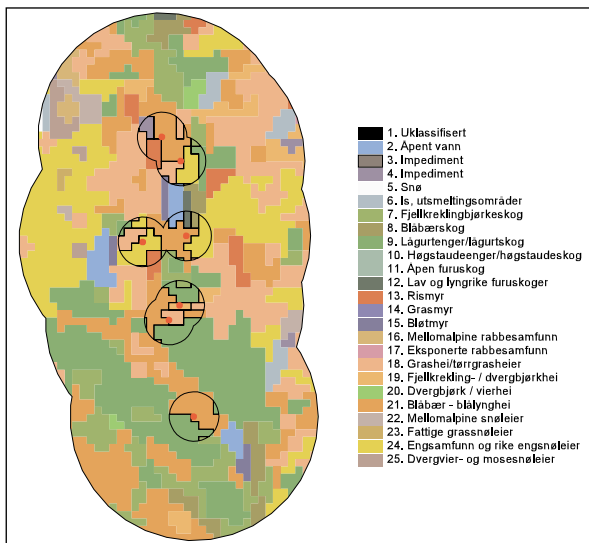 1. Uklassifisert
2. Åpent vann
3. Impediment
4. Impediment
5. Snø
6. Is, utsmeltingsområder
7. Fjellkreklingbjørkeskog
8. Blåbærskog
9. Lågurtenger/lågurtskog
10. Høgstaudeenger/høgstaudeskog
11. Åpen furuskog
12. Lav og lyngrike furuskoger
13. Rismyr
14. Grasmyr
15. Bløtmyr
16. Mellomalpine rabbesamfunn
17. Eksponerte rabbesamfunn
18. Grashei/tørrgrasheier
19. Fjellkrekling- / dvergbjørkhei
20. Dvergbjørk / vierhei
21. Blåbær - blålynghei
22. Mellomalpine snøleier
23. Fattige grassnøleier
24. Engsamfunn og rike engsnøleier
25. Dvergvier- og mosesnøleier